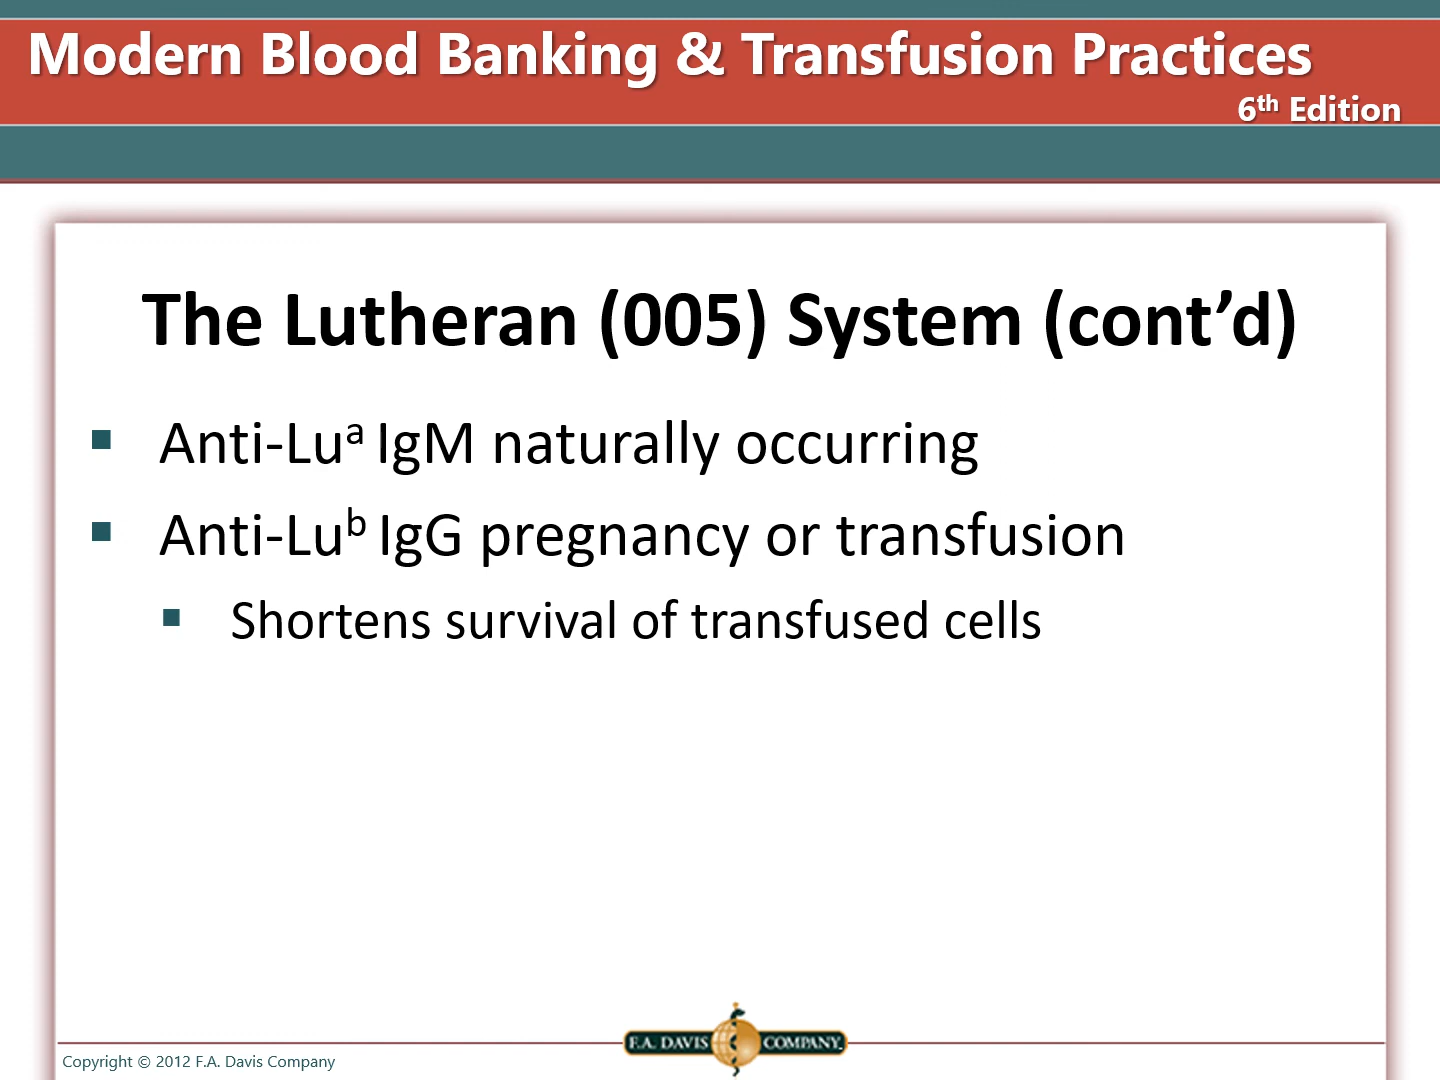 Modern Blood Banking & Transfusion Practices
6th Edition
The Lutheran (005) System (cont’d)
▪ Anti-Luᵃ IgM naturally occurring
▪ Anti-Luᵇ IgG pregnancy or transfusion
▪ Shortens survival of transfused cells
F.A. DAVIS COMPANY
Copyright © 2012 F.A. Davis Company